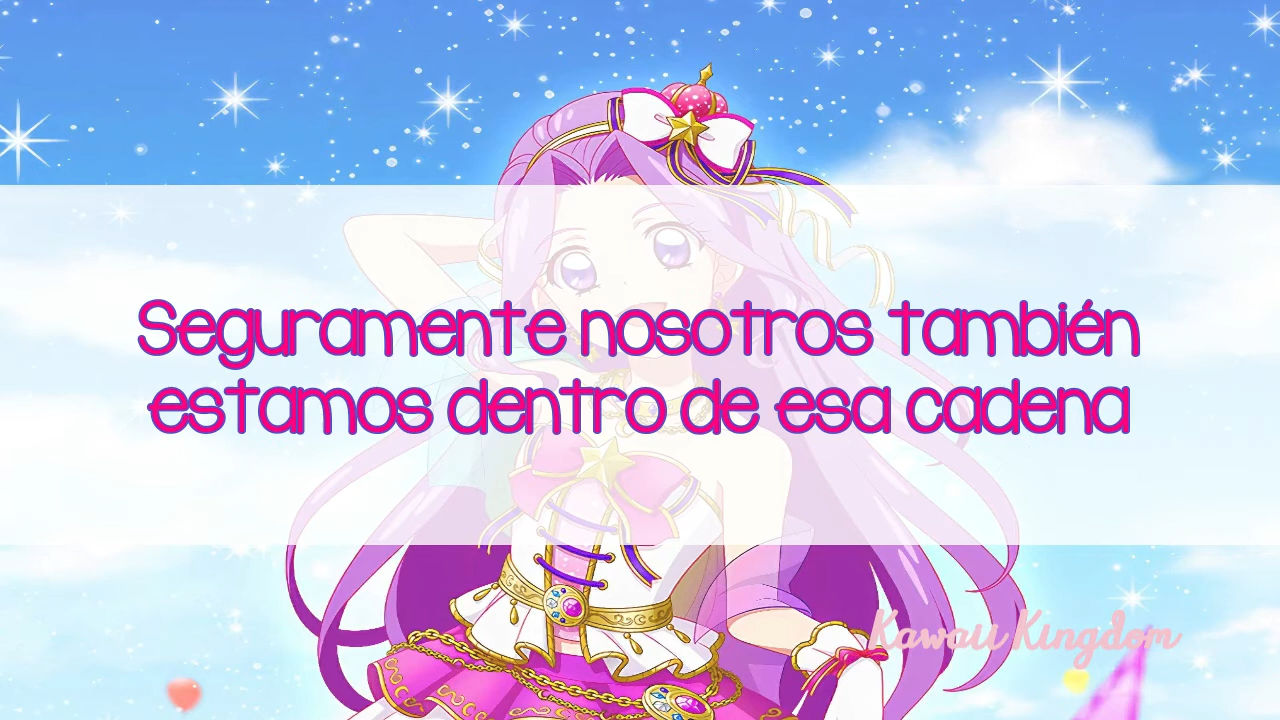 Seguramente nosotros también
estamos dentro de esa cadena
Kawaii Kingdom